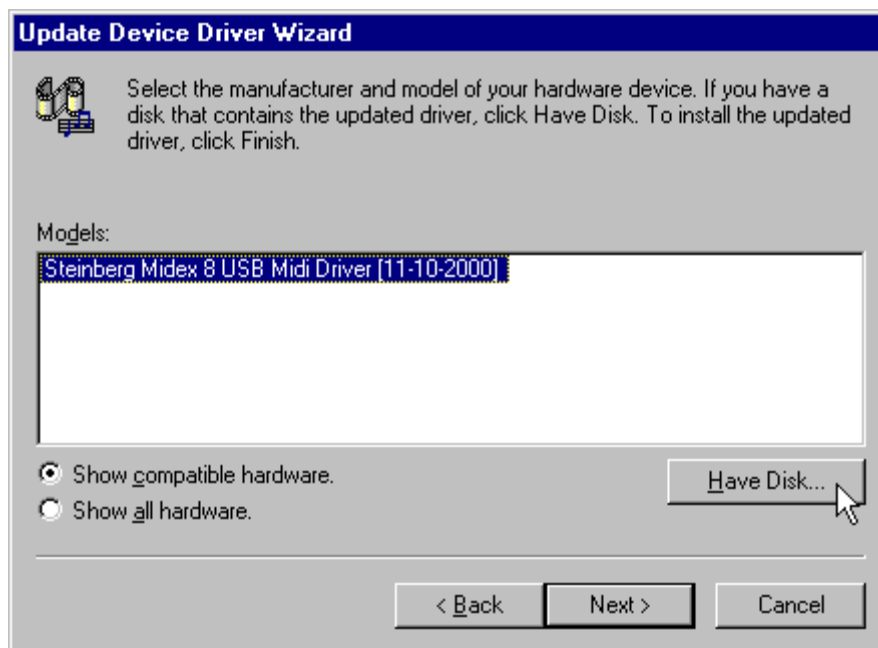 Update Device Driver Wizard
Select the manufacturer and model of your hardware device. If you have a
disk that contains the updated driver, click Have Disk. To install the updated
driver, click Finish.
Models:
Steinberg Midex 8 USB Midi Driver [11-10-2000]
Show compatible hardware.
Have Disk...
Show all hardware.
< Back
Next >
Cancel